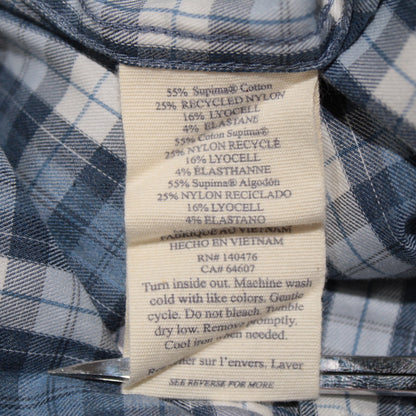 55% Supima® Cotton
25% RECYCLED NYLON
16% LYOCELL
4% ELASTANE
55% Coton Supima®
25% NYLON RECYCLÉ
16% LYOCELL
4% ÉLASTHANNE
55% Supima® Algodón
25% NYLON RECICLADO
16% LYOCELL
4% ELASTANO
FABRIQUÉ AU VIETNAM
HECHO EN VIETNAM
RN# 140476
CA# 64607
Turn inside out. Machine wash
cold with like colors. Gentle
cycle. Do not bleach. Tumble
dry low. Remove promptly.
Cool iron when needed.
sur l'envers. Laver
SEE REVERSE FOR MORE